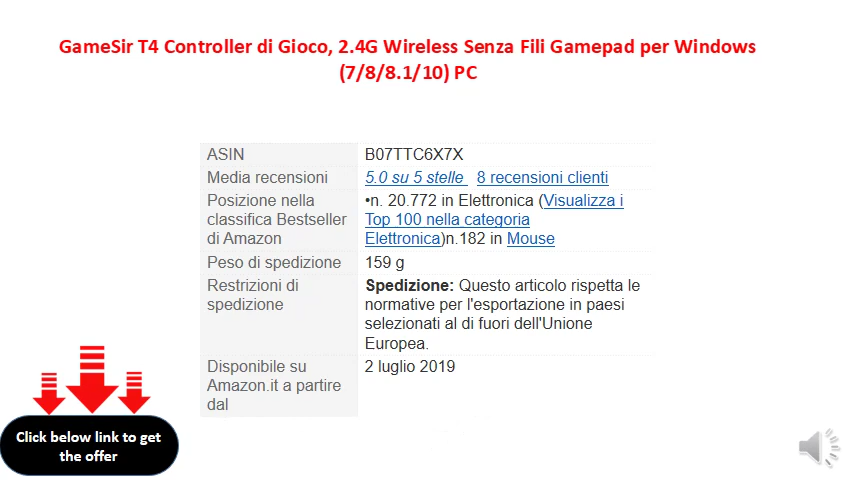 GameSir T4 Controller di Gioco, 2.4G Wireless Senza Fili Gamepad per Windows
(7/8/8.1/10) PC
ASIN B07TTC6X7X
Media recensioni 5.0 su 5 stelle 8 recensioni clienti
Posizione nella
classifica Bestseller
di Amazon
•n. 20.772 in Elettronica (Visualizza i
Top 100 nella categoria
Elettronica)n.182 in Mouse
Peso di spedizione 159 g
Restrizioni di
spedizione
Spedizione: Questo articolo rispetta le
normative per l'esportazione in paesi
selezionati al di fuori dell'Unione
Europea.
Disponibile su
Amazon.it a partire
dal
2 luglio 2019
Click below link to get
the offer